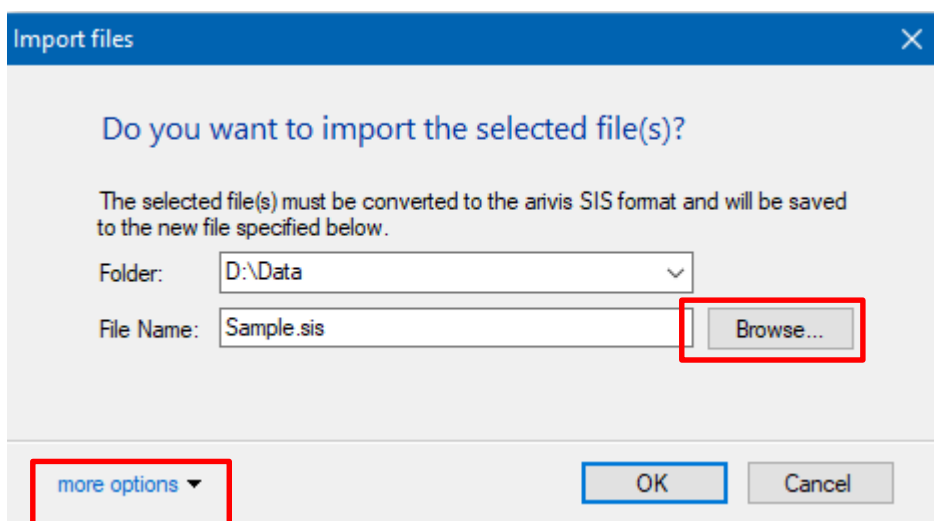 Import files
Do you want to import the selected file(s)?
The selected file(s) must be converted to the arivis SIS format and will be saved
to the new file specified below.
Folder: D:\Data
File Name: Sample.sis Browse...
more options OK Cancel